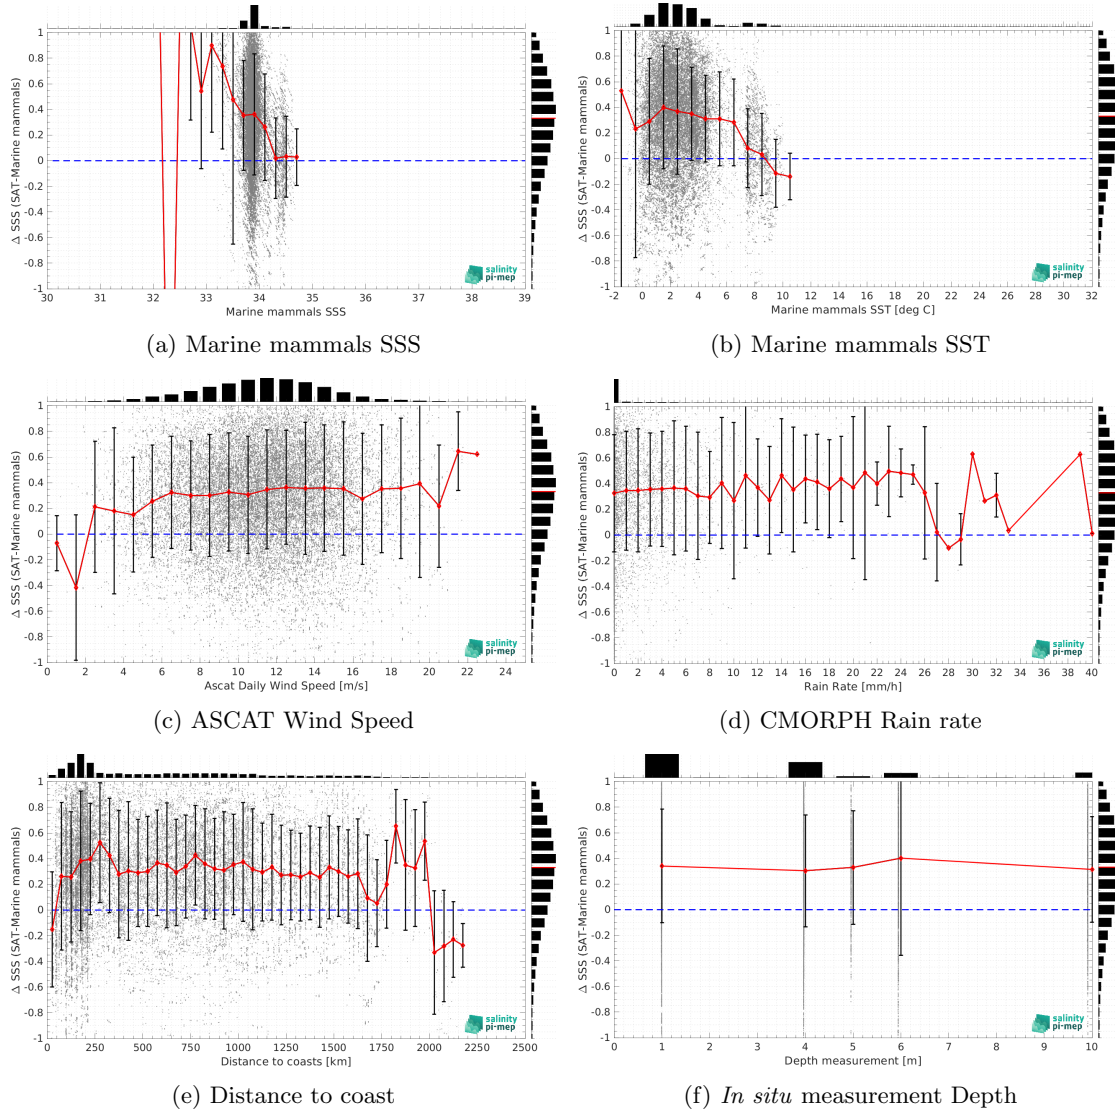 Δ SSS (SAT-Marine mammals)
1
0.8
0.6
0.4
0.2
0
-0.2
-0.4
-0.6
-0.8
-1
30 31 32 33 34 35 36 37 38 39
Marine mammals SSS
salinity
pi-mep
(a) Marine mammals SSS
Δ SSS (SAT-Marine mammals)
1
0.8
0.6
0.4
0.2
0
-0.2
-0.4
-0.6
-0.8
-1
-2 0 2 4 6 8 10 12 14 16 18 20 22 24 26 28 30 32
Marine mammals SST [deg C]
salinity
pi-mep
(b) Marine mammals SST
Δ SSS (SAT-Marine mammals)
1
0.8
0.6
0.4
0.2
0
-0.2
-0.4
-0.6
-0.8
-1
0 2 4 6 8 10 12 14 16 18 20 22 24
Ascat Daily Wind Speed [m/s]
salinity
pi-mep
(c) ASCAT Wind Speed
Δ SSS (SAT-Marine mammals)
1
0.8
0.6
0.4
0.2
0
-0.2
-0.4
-0.6
-0.8
-1
0 2 4 6 8 10 12 14 16 18 20 22 24 26 28 30 32 34 36 38 40
Rain Rate [mm/h]
salinity
pi-mep
(d) CMORPH Rain rate
Δ SSS (SAT-Marine mammals)
1
0.8
0.6
0.4
0.2
0
-0.2
-0.4
-0.6
-0.8
-1
0 250 500 750 1000 1250 1500 1750 2000 2250 2500
Distance to coasts [km]
salinity
pi-mep
(e) Distance to coast
Δ SSS (SAT-Marine mammals)
1
0.8
0.6
0.4
0.2
0
-0.2
-0.4
-0.6
-0.8
-1
0 1 2 3 4 5 6 7 8 9 10
Depth measurement [m]
salinity
pi-mep
(f) In situ measurement Depth